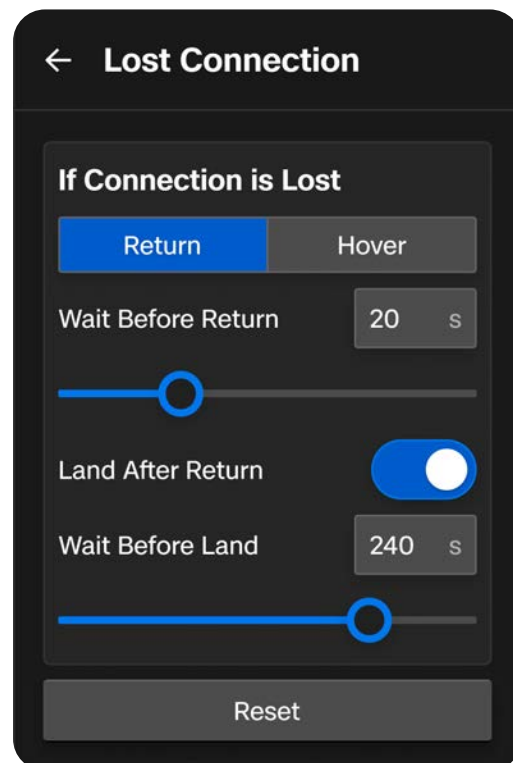 Lost Connection
If Connection is Lost
Return Hover
Wait Before Return 20 s
Land After Return
Wait Before Land 240 s
Reset